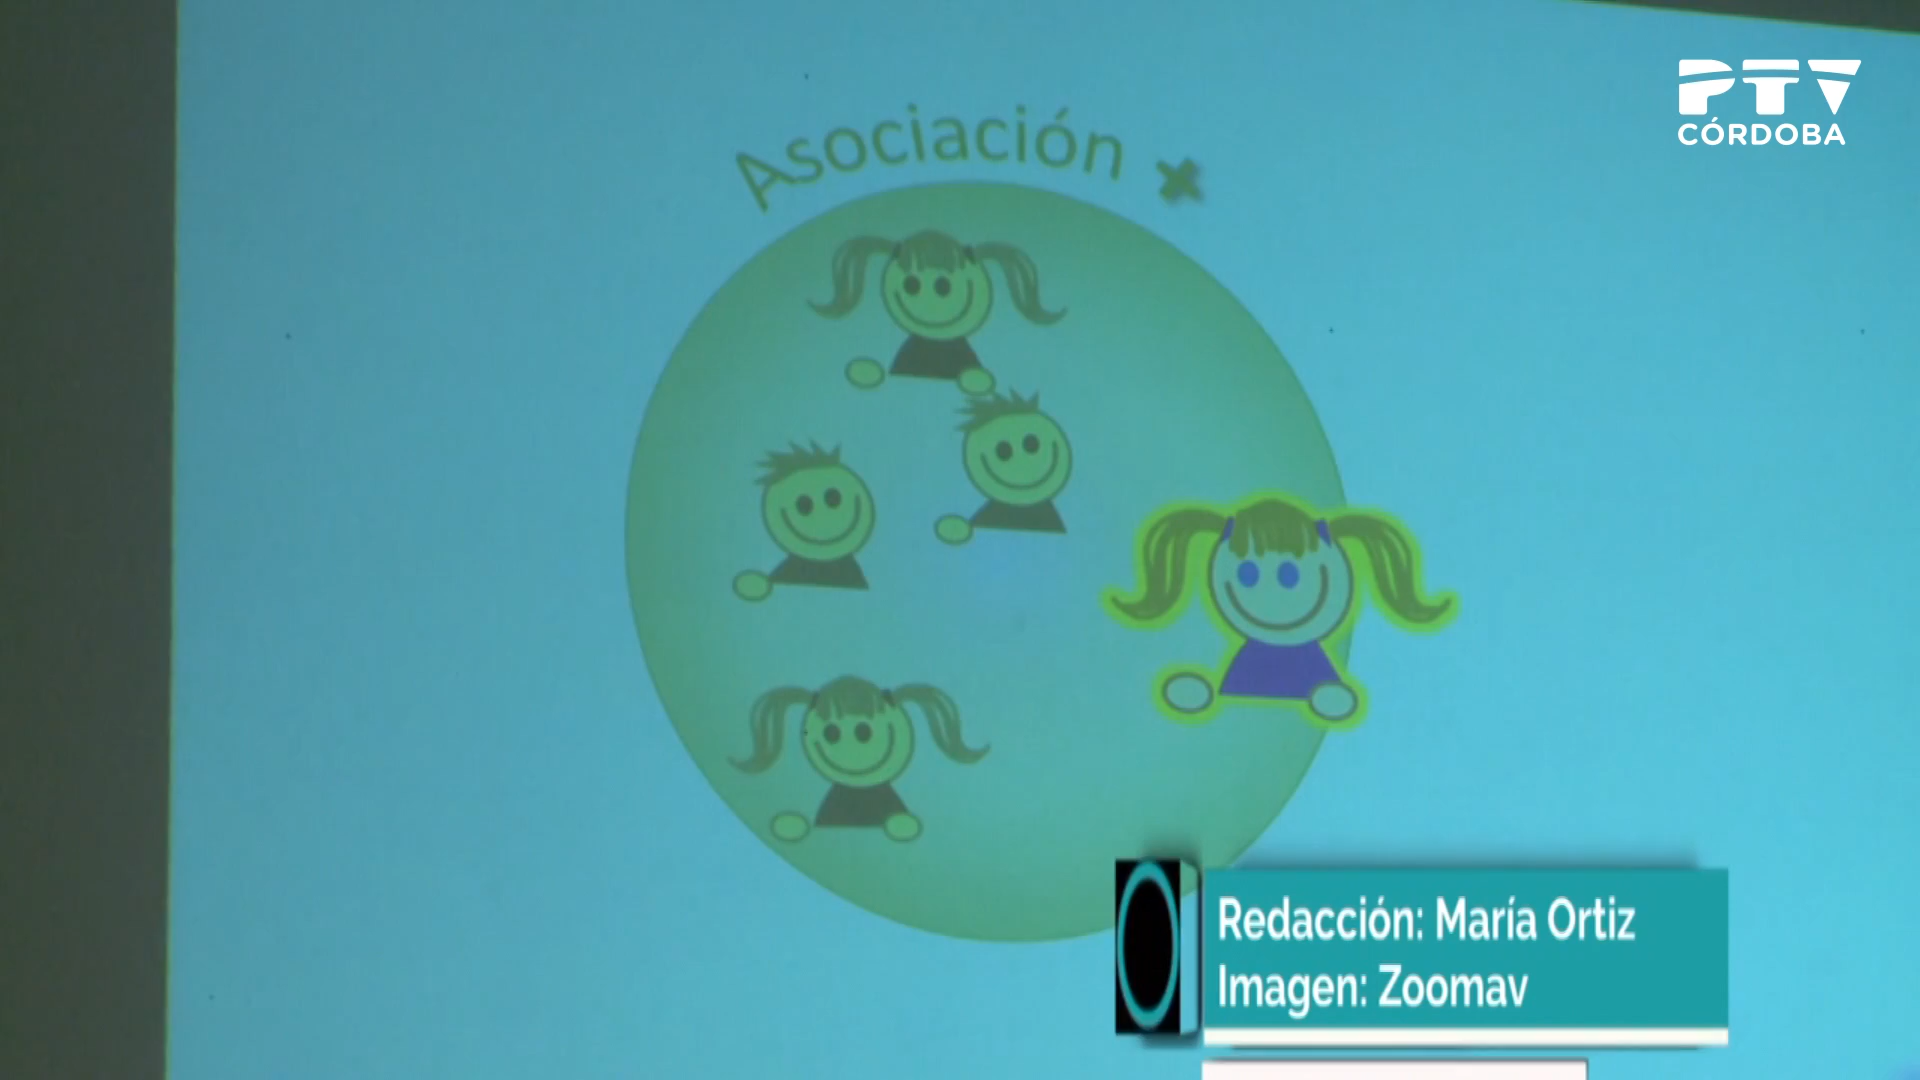 PTV
CÓRDOBA
Asociación ✖
Redacción: María Ortiz
Imagen: Zoomav